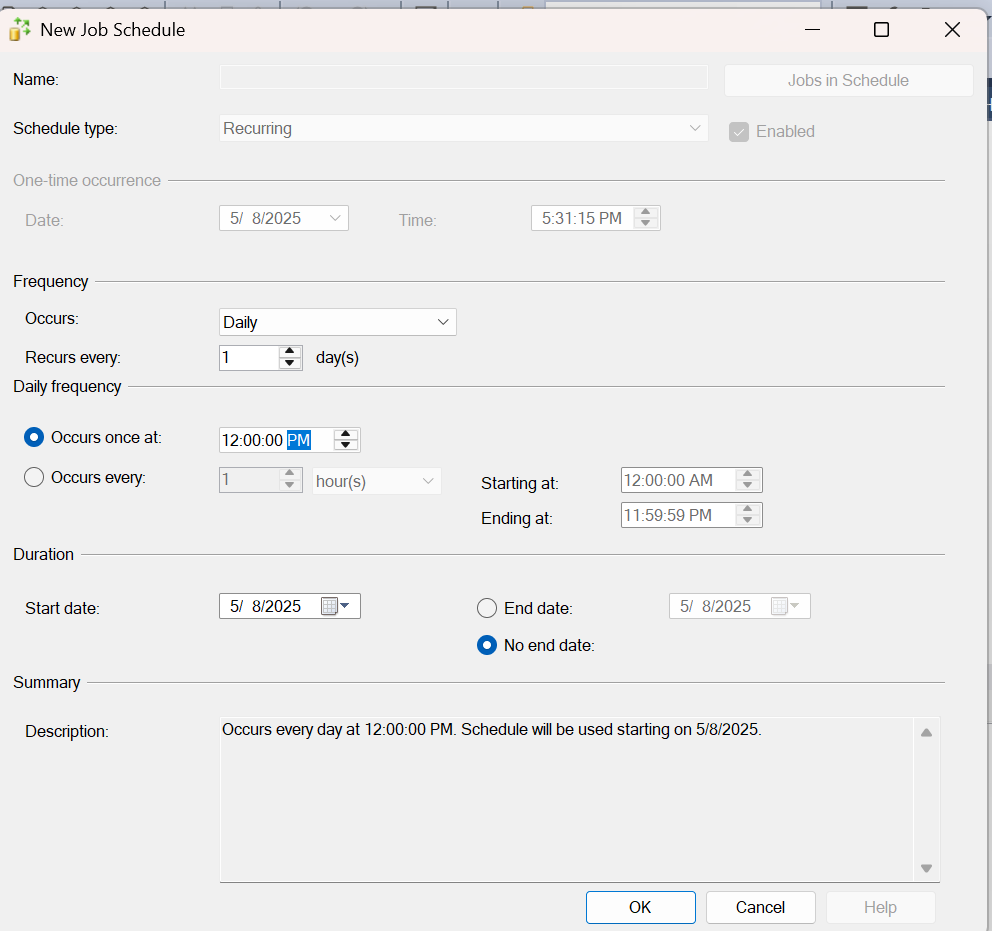 New Job Schedule
Name:
Jobs in Schedule
Schedule type: Recurring Enabled
One-time occurrence
Date: 5/ 8/2025 Time: 5:31:15 PM
Frequency
Occurs: Daily
Recurs every: 1 day(s)
Daily frequency
Occurs once at: 12:00:00 PM
Occurs every: 1 hour(s) Starting at: 12:00:00 AM
Ending at: 11:59:59 PM
Duration
Start date: 5/ 8/2025 End date: 5/ 8/2025
No end date:
Summary
Description: Occurs every day at 12:00:00 PM. Schedule will be used starting on 5/8/2025.
OK Cancel Help